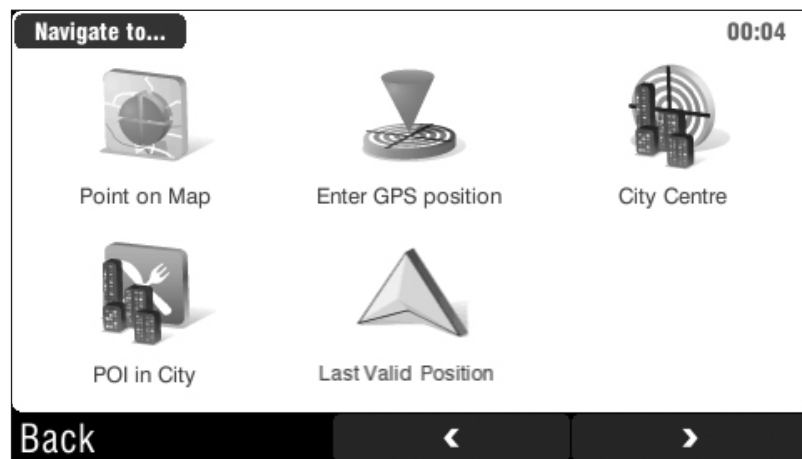 Navigate to...
00:04
Point on Map
Enter GPS position
City Centre
POI in City
Last Valid Position
Back